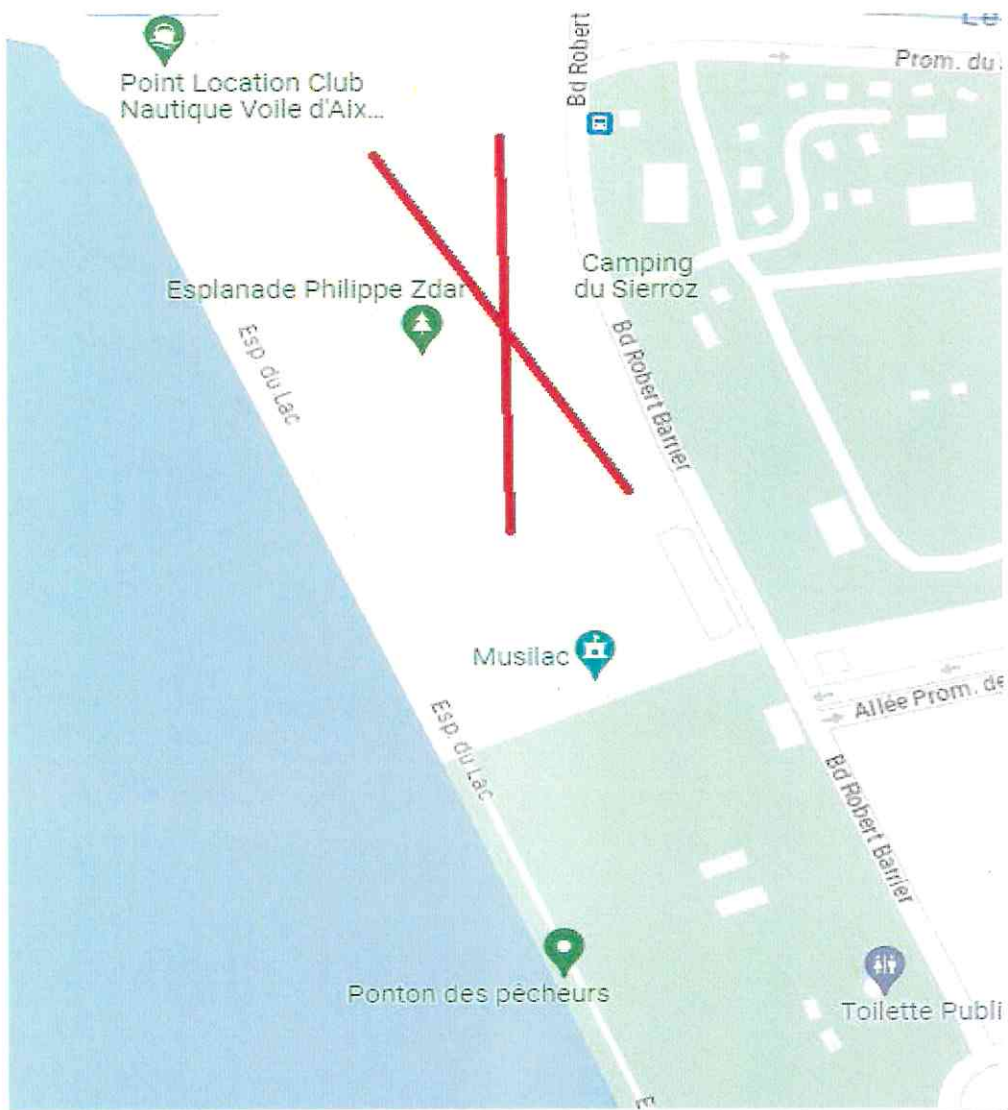 Point Location Club
Nautique Voile d'Aix...
Bd Robert
Prom. du
Esplanade Philippe Zdar
Camping
du Sierroz
Esp. du Lac
Bd Robert Barrier
Musilac
Allée Prom. de
Esp. du Lac
Bd Robert Barrier
Ponton des pêcheurs
Toilette Publi